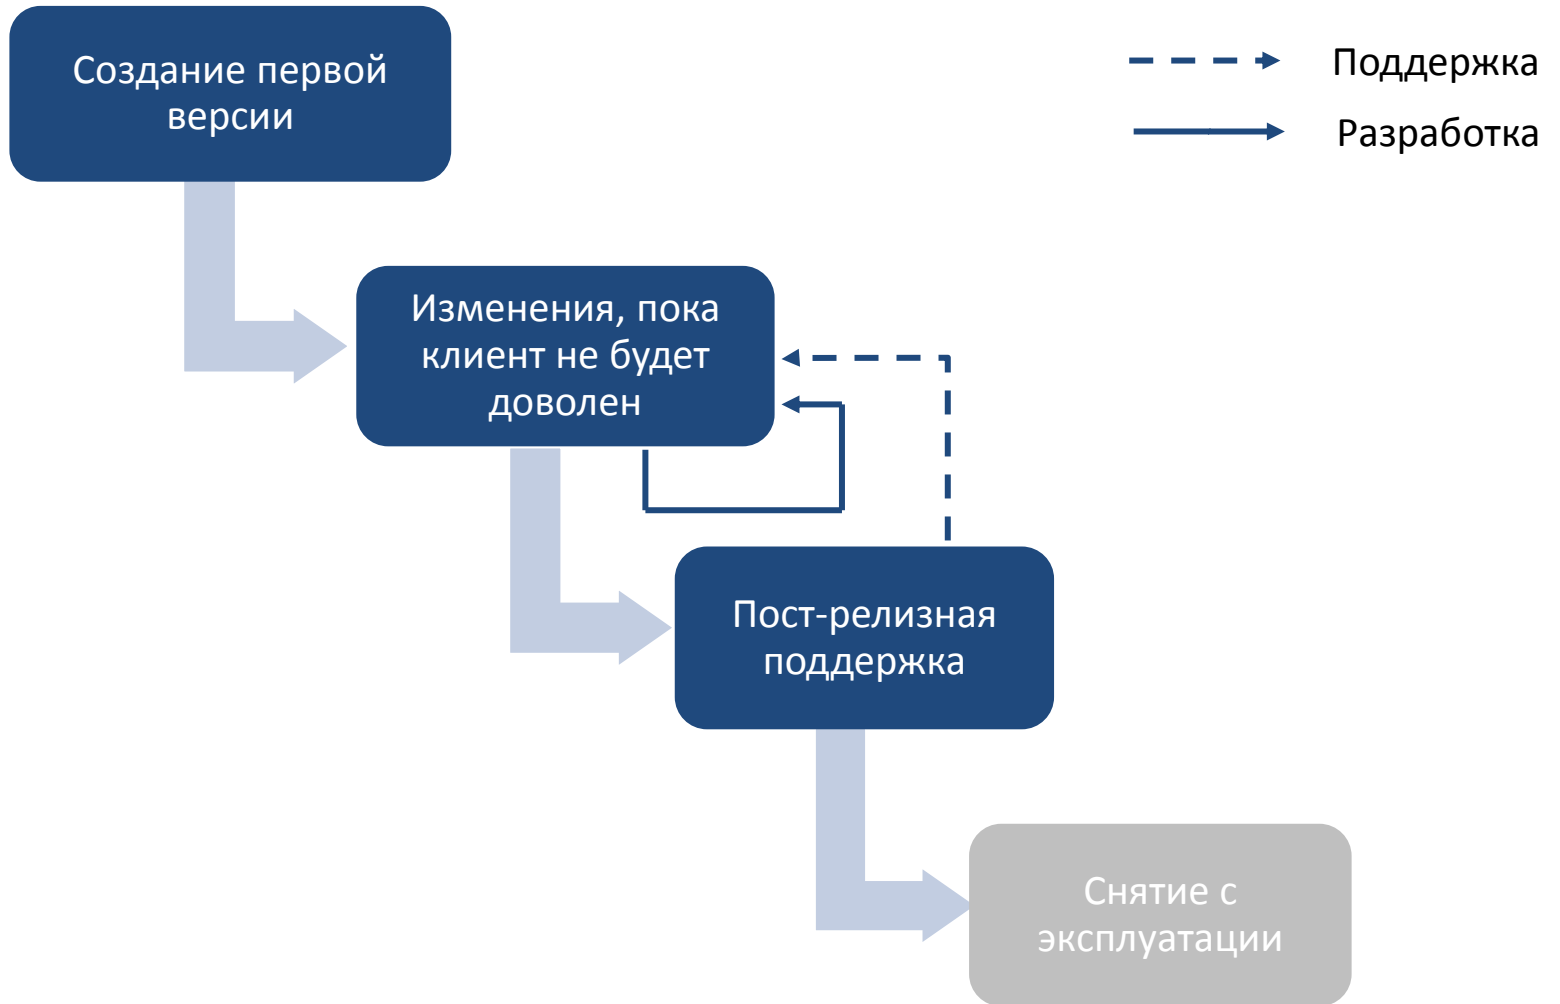 Создание первой
версии
Поддержка
Разработка
Изменения, пока
клиент не будет
доволен
Пост-релизная
поддержка
Снятие с
эксплуатации